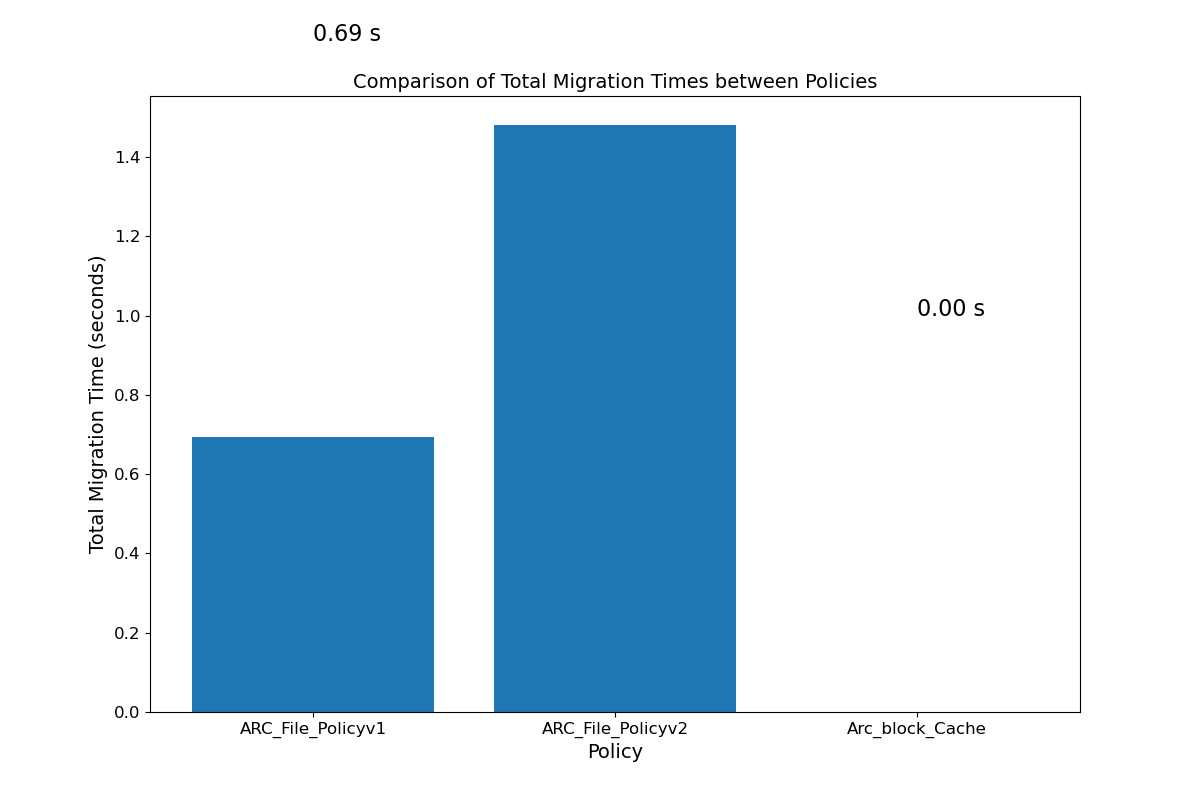 0.69 s
Comparison of Total Migration Times between Policies
Total Migration Time (seconds)
1.4
1.2
1.0
0.8
0.6
0.4
0.2
0.0
0.00 s
ARC_File_Policyv1
ARC_File_Policyv2
Arc_block_Cache
Policy